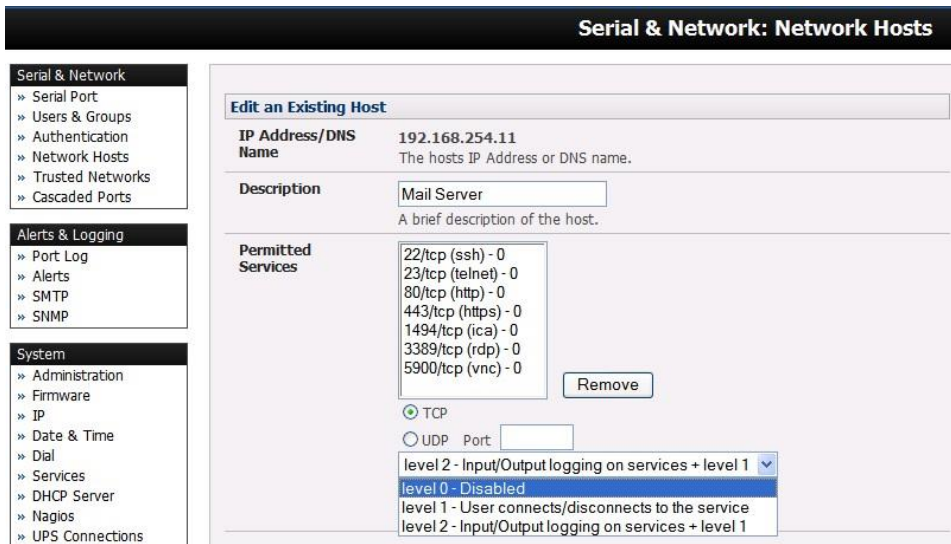 Serial & Network: Network Hosts
Serial & Network
» Serial Port
» Users & Groups
» Authentication
» Network Hosts
» Trusted Networks
» Cascaded Ports
Alerts & Logging
» Port Log
» Alerts
» SMTP
» SNMP
System
» Administration
» Firmware
» IP
» Date & Time
» Dial
» Services
» DHCP Server
» Nagios
» UPS Connections
Edit an Existing Host
IP Address/DNS Name
192.168.254.11
The hosts IP Address or DNS name.
Description
Mail Server
A brief description of the host.
Permitted Services
22/tcp (ssh) - 0
23/tcp (telnet) - 0
80/tcp (http) - 0
443/tcp (https) - 0
1494/tcp (ica) - 0
3389/tcp (rdp) - 0
5900/tcp (vnc) - 0
Remove
TCP
UDP Port
level 2 - Input/Output logging on services + level 1
level 0 - Disabled
level 1 - User connects/disconnects to the service
level 2 - Input/Output logging on services + level 1